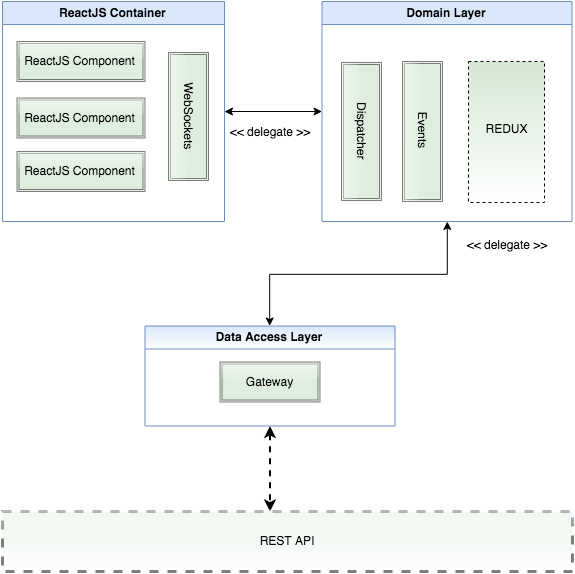 ReactJS Container
ReactJS Component
ReactJS Component
ReactJS Component
WebSockets
<< delegate >>
Domain Layer
Dispatcher
Events
REDUX
<< delegate >>
Data Access Layer
Gateway
REST API